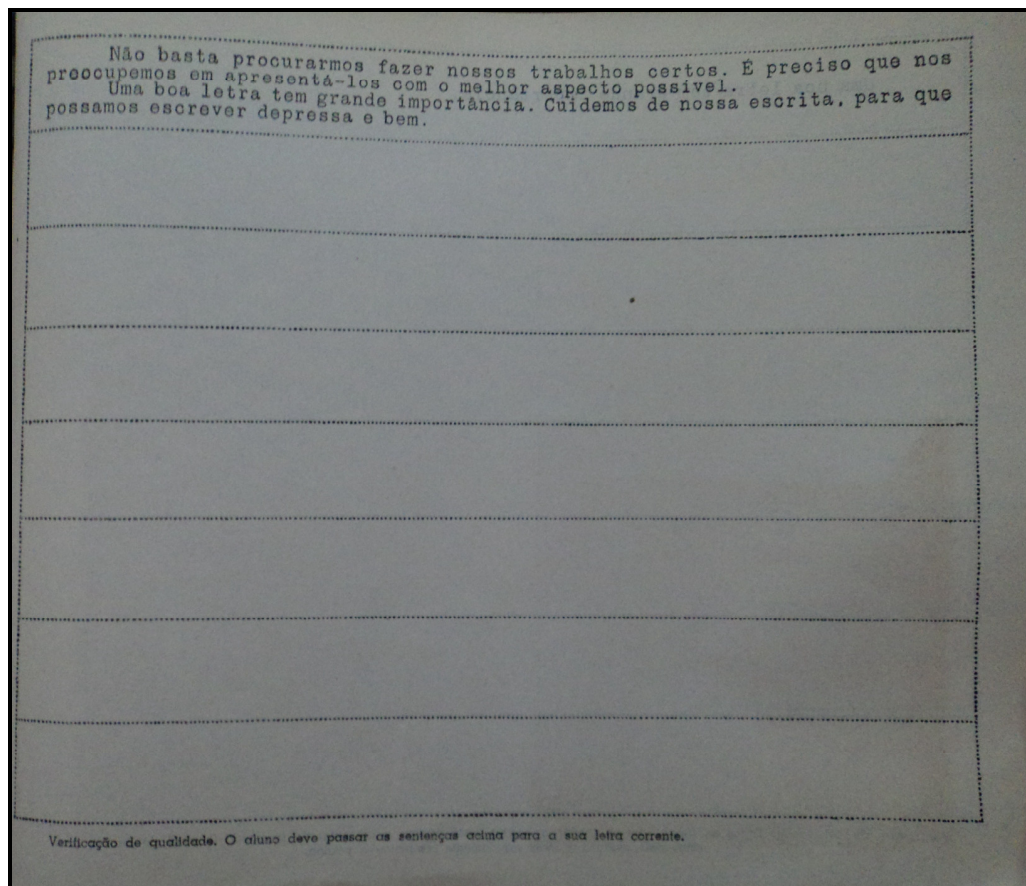 Não basta procurarmos fazer nossos trabalhos certos. É preciso que nos
preocupemos em apresentá-los com o melhor aspecto possível.
Uma boa letra tem grande importância. Cuidemos de nossa escrita, para que
possamos escrever depressa e bem.
Verificação de qualidade. O aluno deve passar as sentenças acima para a sua letra corrente.